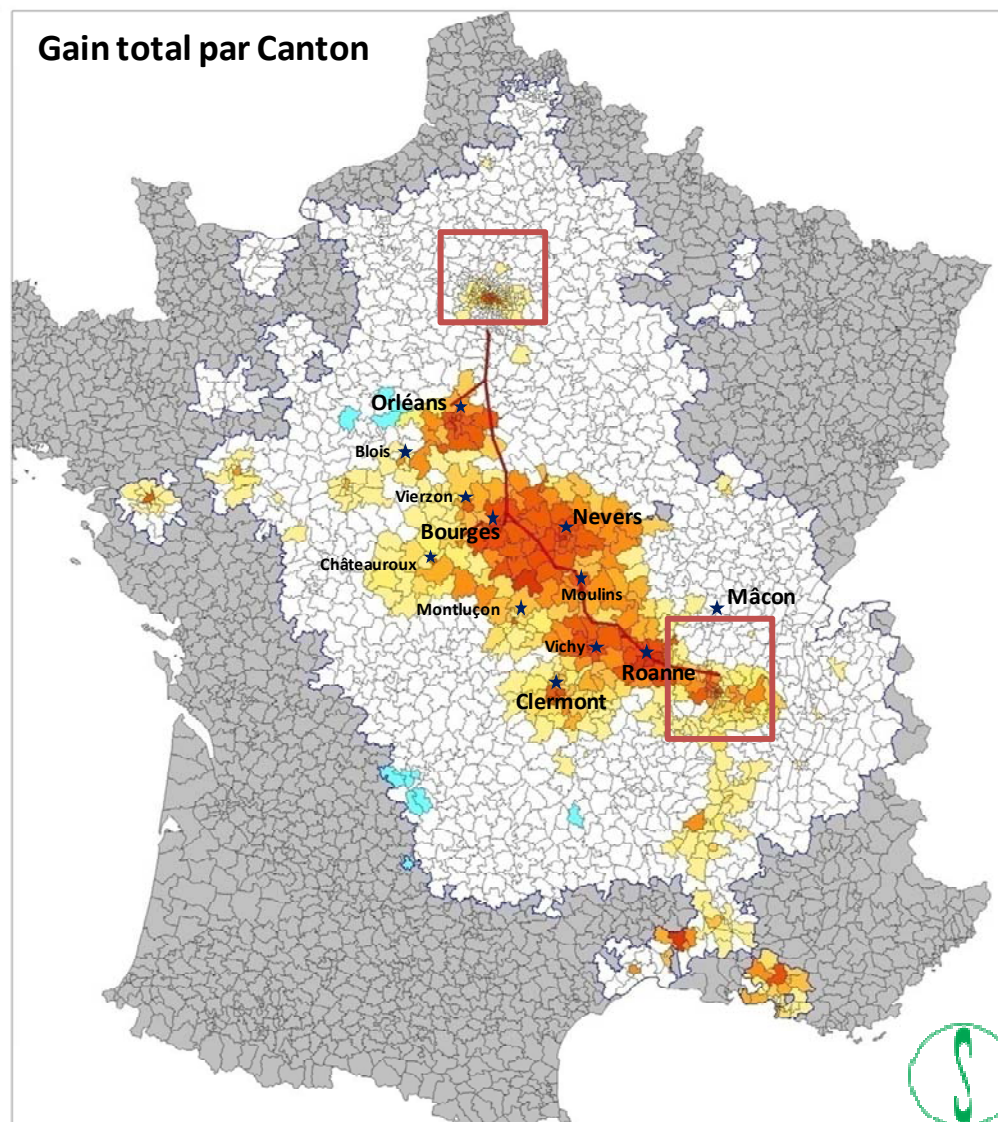 Gain total par Canton
Orléans
Blois
Vierzon
Bourges
Nevers
Châteauroux
Moulins
Montluçon
Mâcon
Vichy
Roanne
Clermont
S